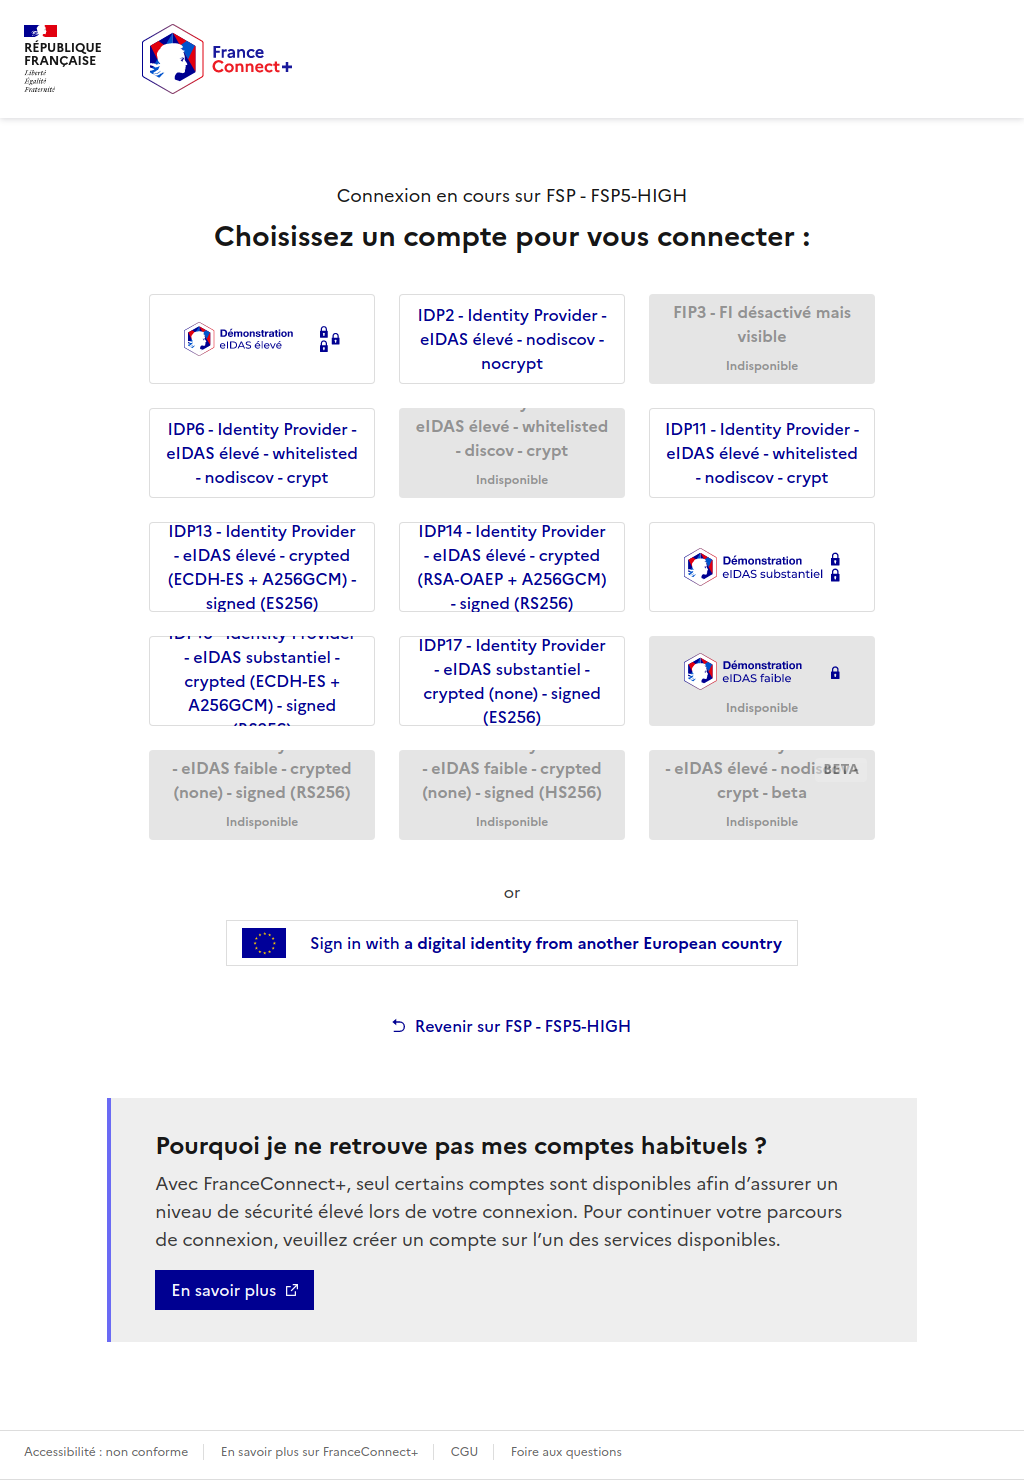 RÉPUBLIQUE
FRANÇAISE
Liberté
Égalité
Fraternité
France
Connect+
Connexion en cours sur FSP - FSP5-HIGH
Choisissez un compte pour vous connecter :
Démonstration
eIDAS élevé
IDP2 - Identity Provider -
eIDAS élevé - nodiscov -
nocrypt
FIP3 - FI désactivé mais
visible
Indisponible
IDP6 - Identity Provider -
eIDAS élevé - whitelisted
- nodiscov - crypt
eIDAS élevé - whitelisted
- discov - crypt
Indisponible
IDP11 - Identity Provider -
eIDAS élevé - whitelisted
- nodiscov - crypt
IDP13 - Identity Provider
- eIDAS élevé - crypted
(ECDH-ES + A256GCM) -
signed (ES256)
IDP14 - Identity Provider
- eIDAS élevé - crypted
(RSA-OAEP + A256GCM)
- signed (RS256)
Démonstration
eIDAS substantiel
- Identity Provider
- eIDAS substantiel -
crypted (ECDH-ES +
A256GCM) - signed
IDP17 - Identity Provider
- eIDAS substantiel -
crypted (none) - signed
(ES256)
Démonstration
eIDAS faible
Indisponible
- eIDAS faible - crypted
(none) - signed (RS256)
Indisponible
- eIDAS faible - crypted
(none) - signed (HS256)
Indisponible
BETA
- eIDAS élevé -
crypt - beta
Indisponible
or
Sign in with a digital identity from another European country
Revenir sur FSP - FSP5-HIGH
Pourquoi je ne retrouve pas mes comptes habituels ?
Avec FranceConnect+, seul certains comptes sont disponibles afin d’assurer un
niveau de sécurité élevé lors de votre connexion. Pour continuer votre parcours
de connexion, veuillez créer un compte sur l’un des services disponibles.
En savoir plus
Accessibilité : non conforme
En savoir plus sur FranceConnect+
CGU
Foire aux questions